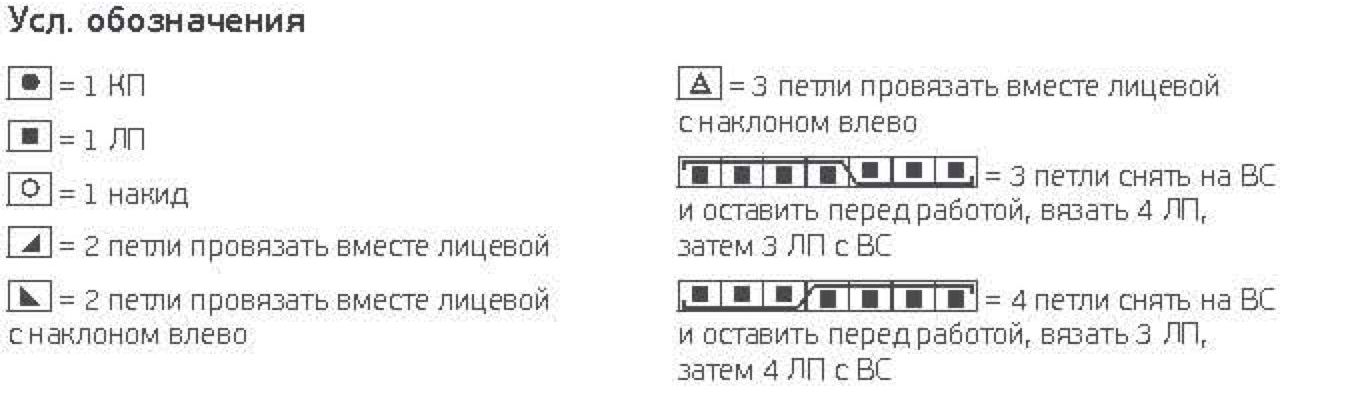 Усл. обозначения
= 1 КП
= 1 ЛП
= 1 накид
= 2 петли провязать вместе лицевой
= 2 петли провязать вместе лицевой
с наклоном влево
= 3 петли провязать вместе лицевой
с наклоном влево
= 3 петли снять на ВС
и оставить перед работой, вязать 4 ЛП,
затем 3 ЛП с ВС
= 4 петли снять на ВС
и оставить перед работой, вязать 3 ЛП,
затем 4 ЛП с ВС